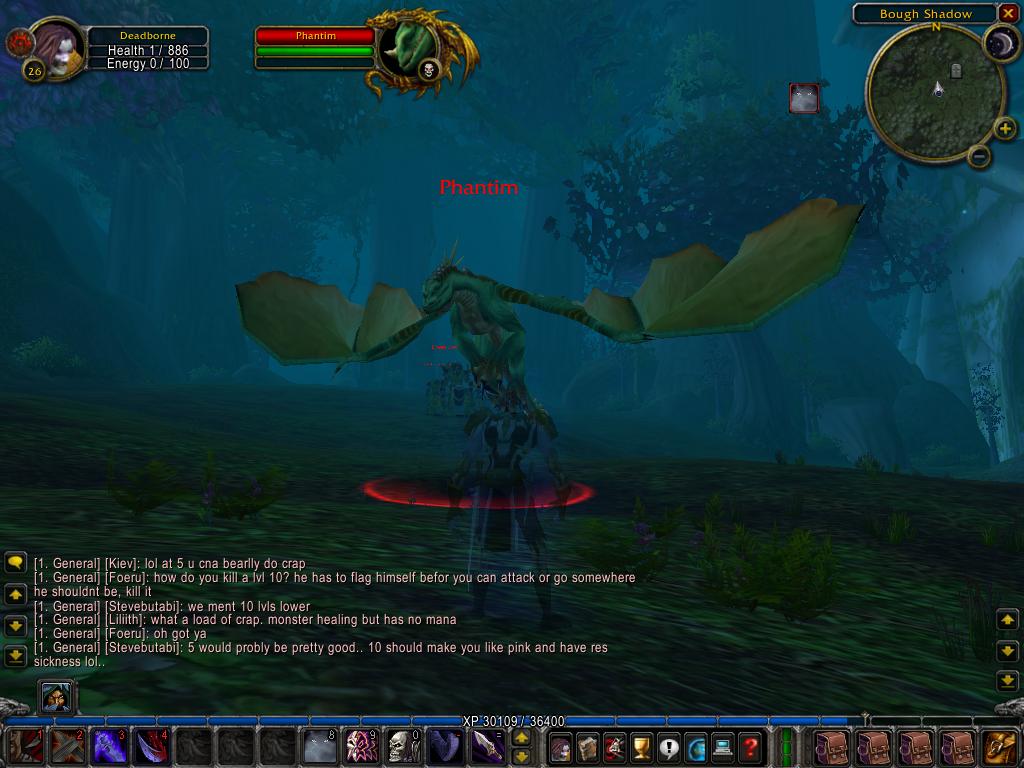 Deadborne
Health 1 / 886
Energy 0 / 100
26
Phantim
Bough Shadow
N
Phantim
[1. General] [Kiev]: lol at 5 u cna bearlly do crap
[1. General] [Foeru]: how do you kill a lvl 10? he has to flag himself befor you can attack or go somewhere
he shouldnt be, kill it
[1. General] [Stevebutabi]: we ment 10 lvls lower
[1. General] [Liliith]: what a load of crap. monster healing but has no mana
[1. General] [Foeru]: oh got ya
[1. General] [Stevebutabi]: 5 would probly be pretty good.. 10 should make you like pink and have res
sickness lol..
XP 30109 / 36400
1 2 3 4 8 9 0 - =